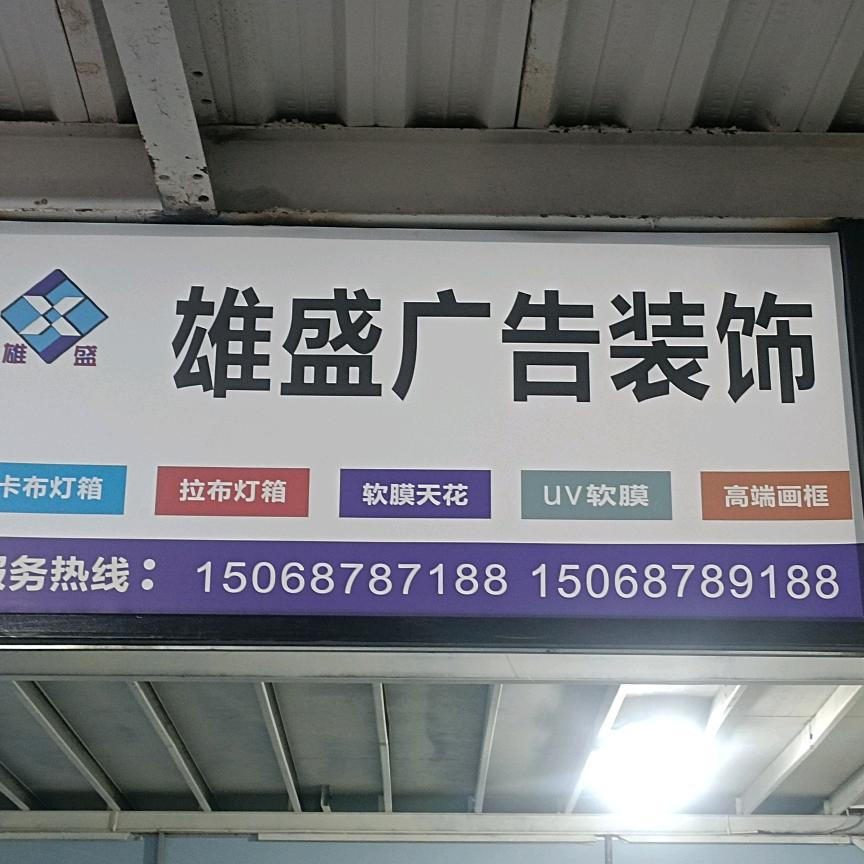 雄盛广告装饰
雄 盛
卡布灯箱 拉布灯箱 软膜天花 UV软膜 高端画框
服务热线：15068787188 15068789188